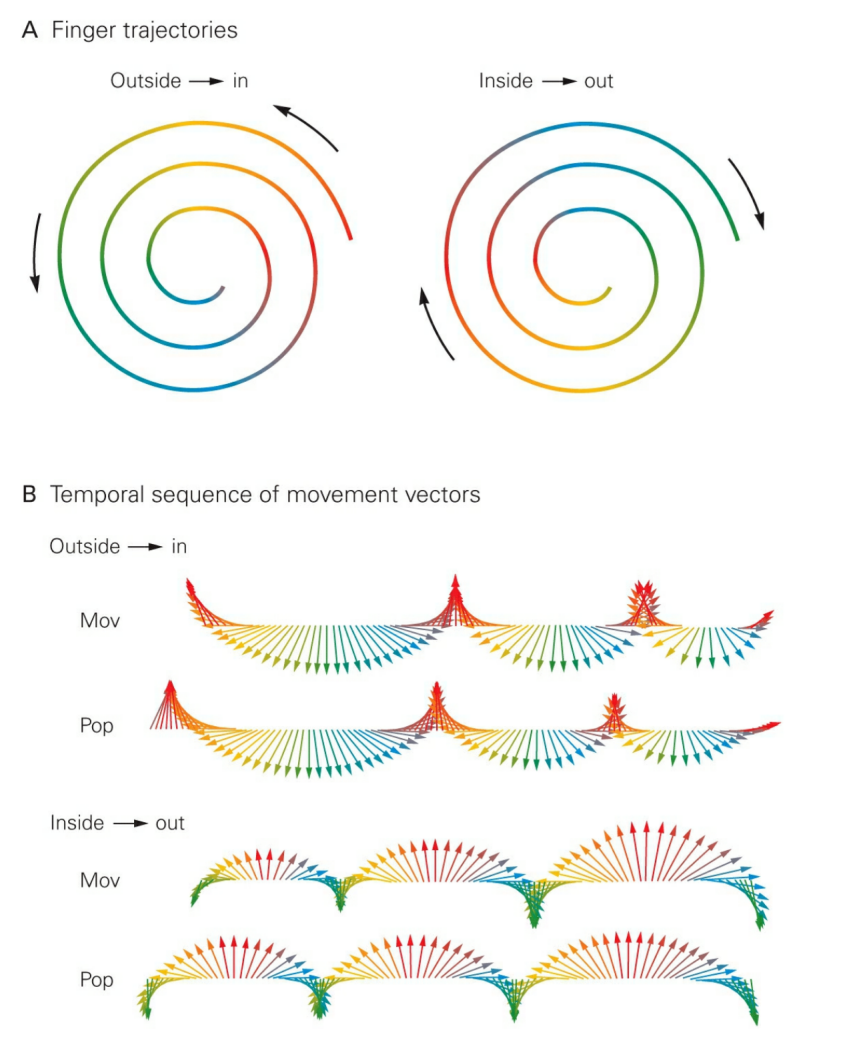 A Finger trajectories
Outside → in
Inside → out
B Temporal sequence of movement vectors
Outside → in
Mov
Pop
Inside → out
Mov
Pop